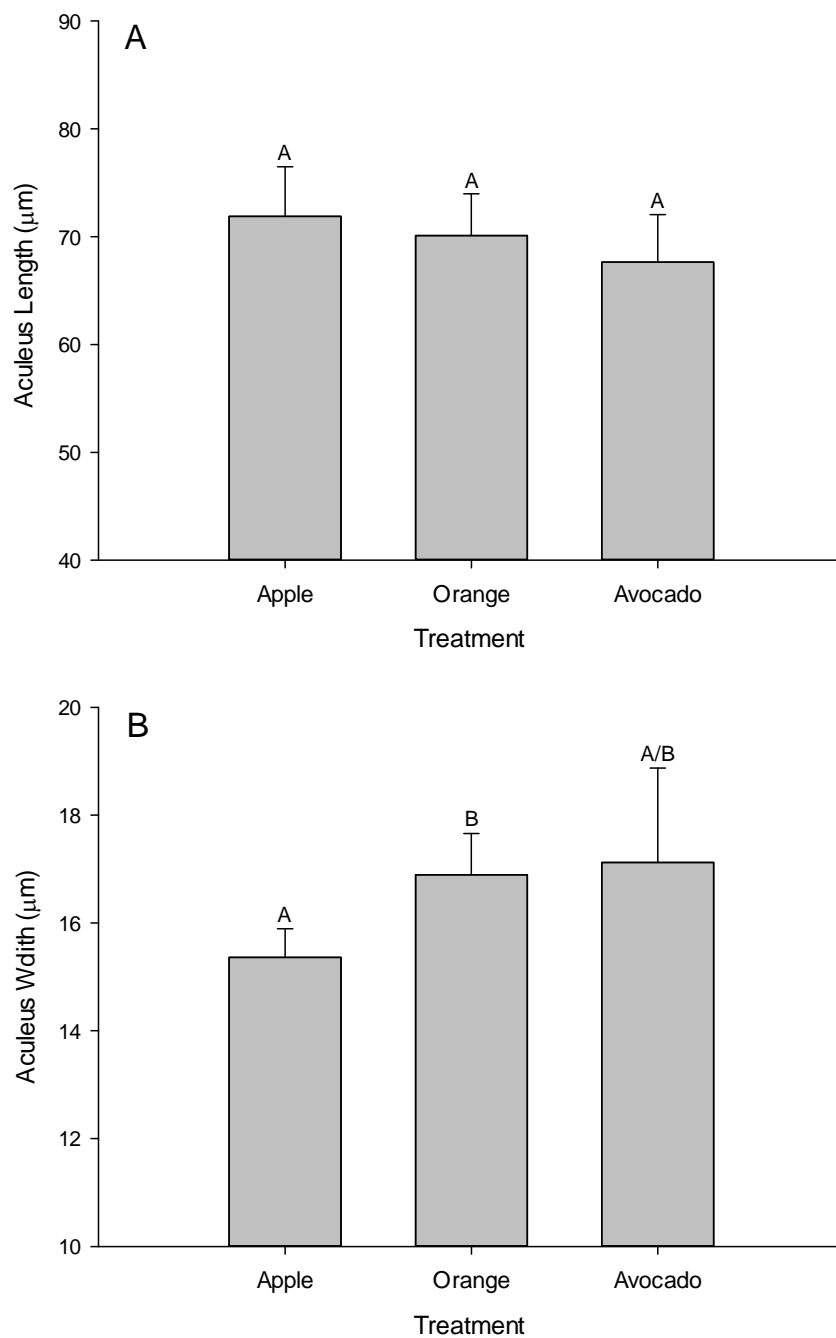 A
90
80
70
60
50
40
Aculeus Length (μm)
A
A
A
Apple Orange Avocado
Treatment
B
20
18
16
14
12
10
Aculeus Wdith (μm)
A
B
A/B
Apple Orange Avocado
Treatment